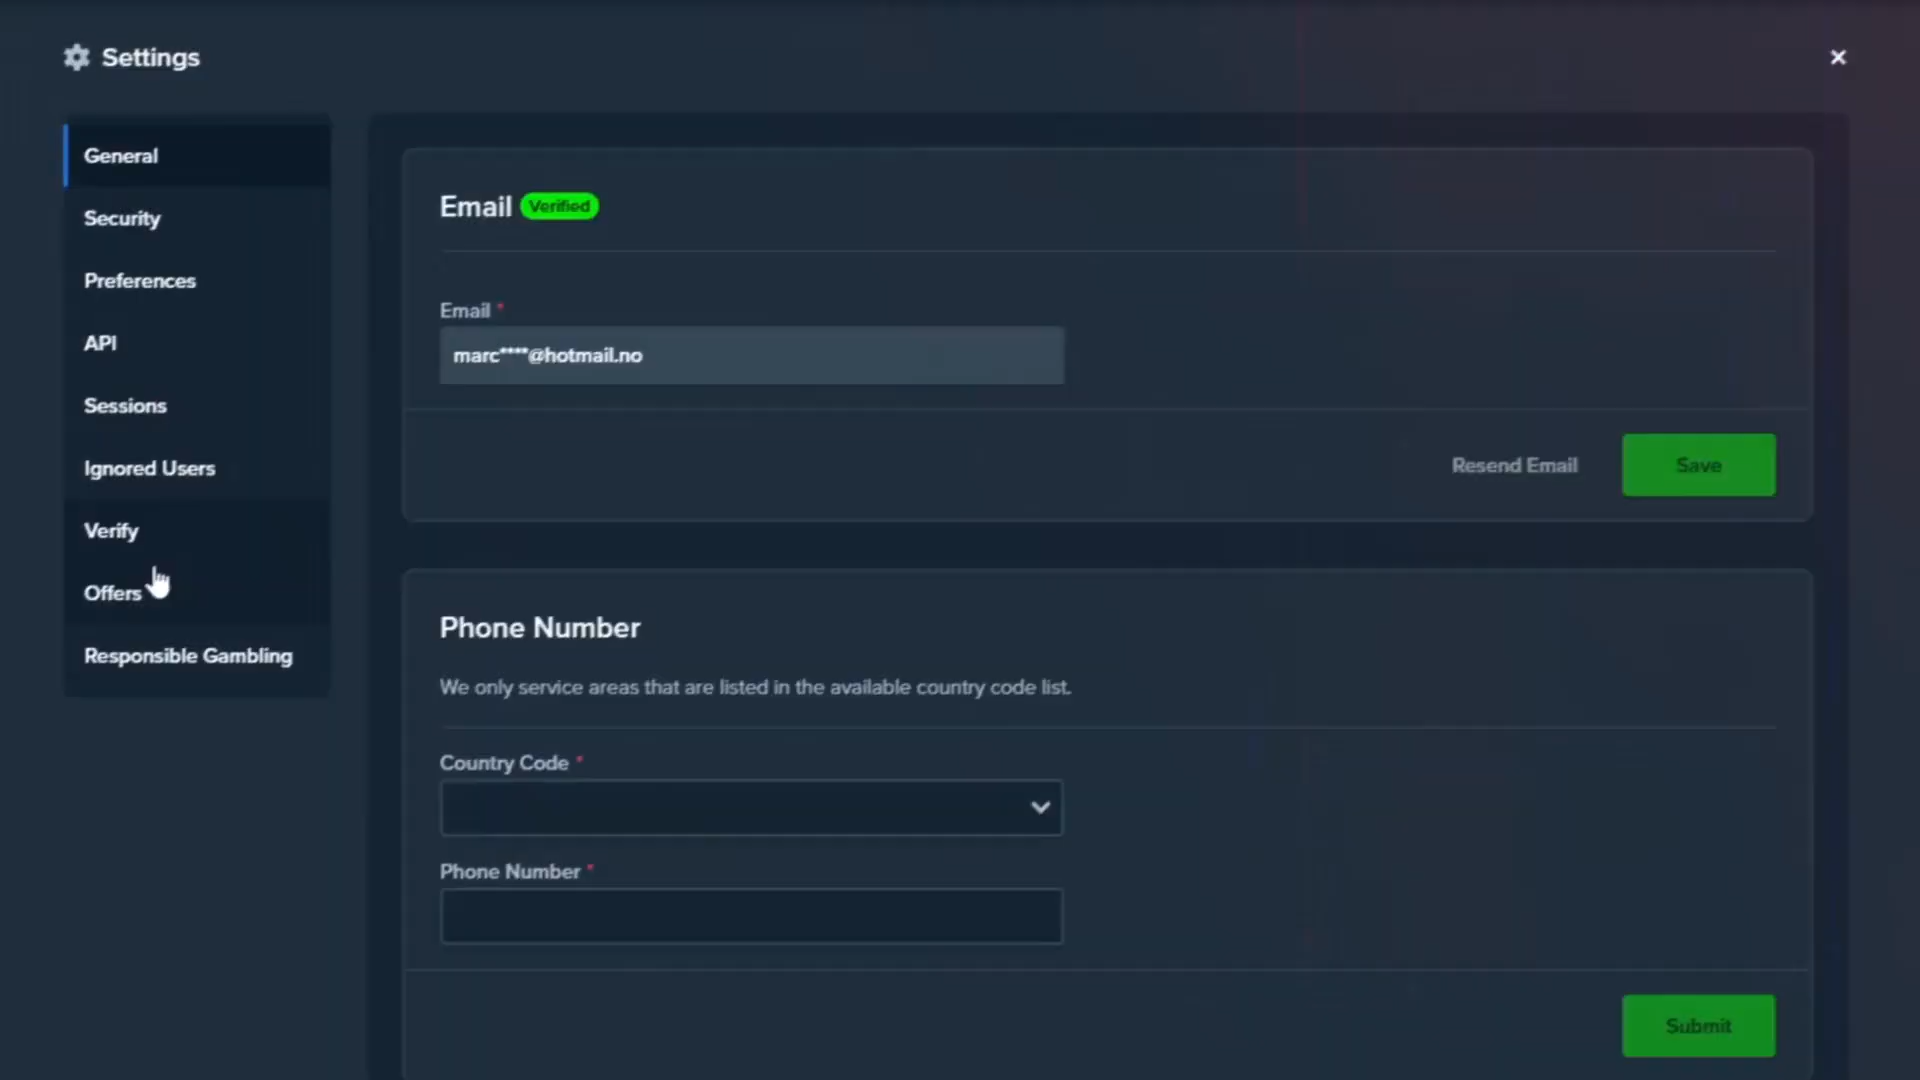 Settings
General
Security
Preferences
API
Sessions
Ignored Users
Verify
Offers
Responsible Gambling
Email Verified
Email *
marc****@hotmail.no
Resend Email
Save
Phone Number
We only service areas that are listed in the available country code list.
Country Code *
Phone Number *
Submit